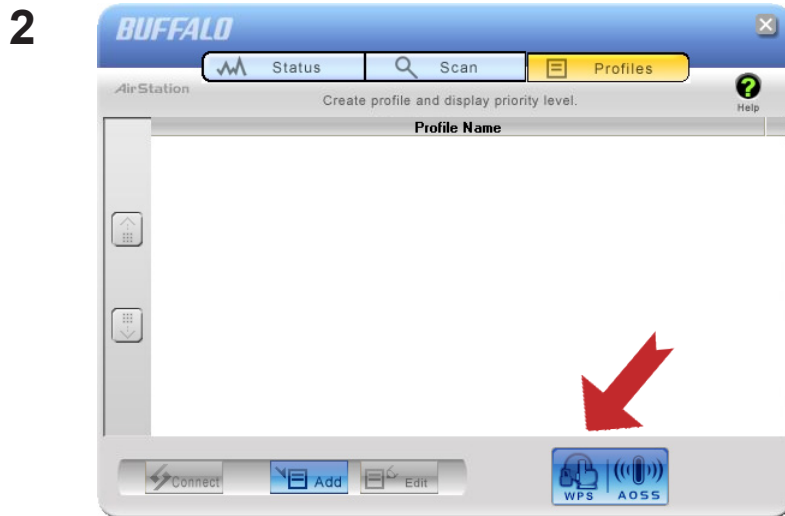 2
BUFFALO
Status Scan Profiles
AirStation
Create profile and display priority level.
Help
Profile Name
Connect Add Edit
WPS AOSS